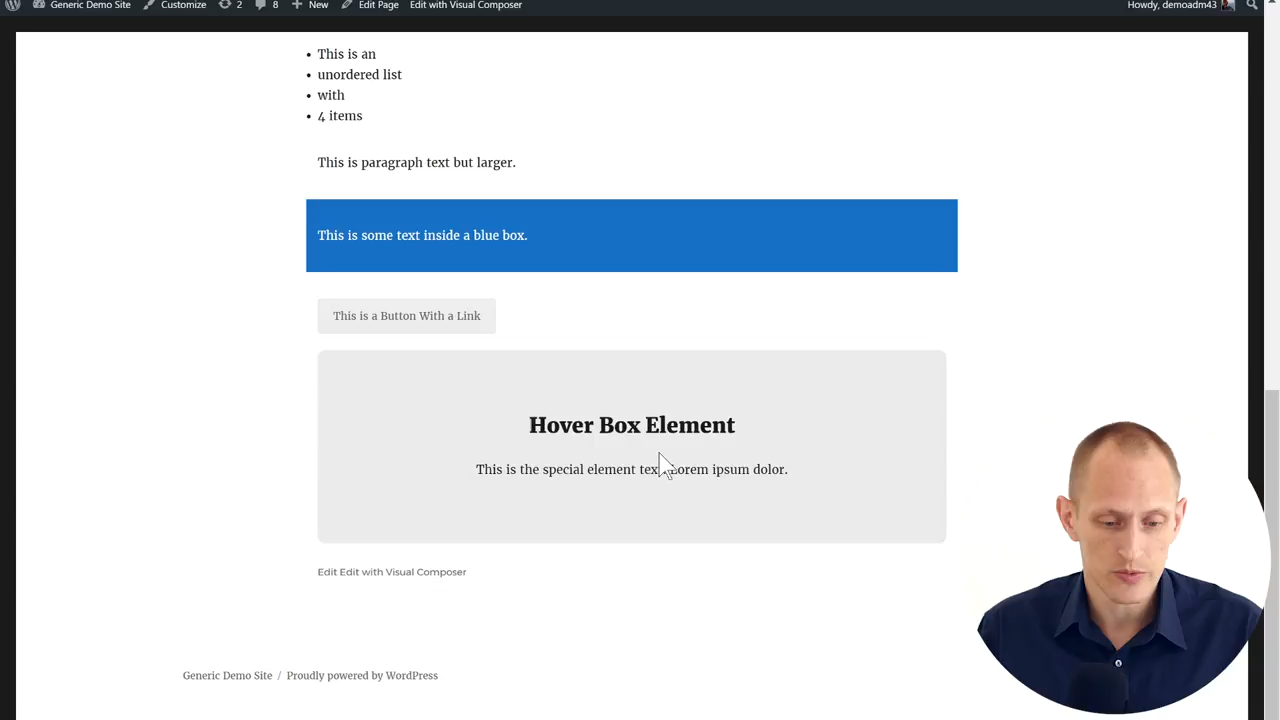 Generic Demo Site Customize 2 8 New Edit Page Edit with Visual Composer Howdy, demoadm43
This is an
unordered list
with
4 items
This is paragraph text but larger.
This is some text inside a blue box.
This is a Button With a Link
Hover Box Element
This is the special element text Lorem ipsum dolor.
Edit Edit with Visual Composer
Generic Demo Site / Proudly powered by WordPress